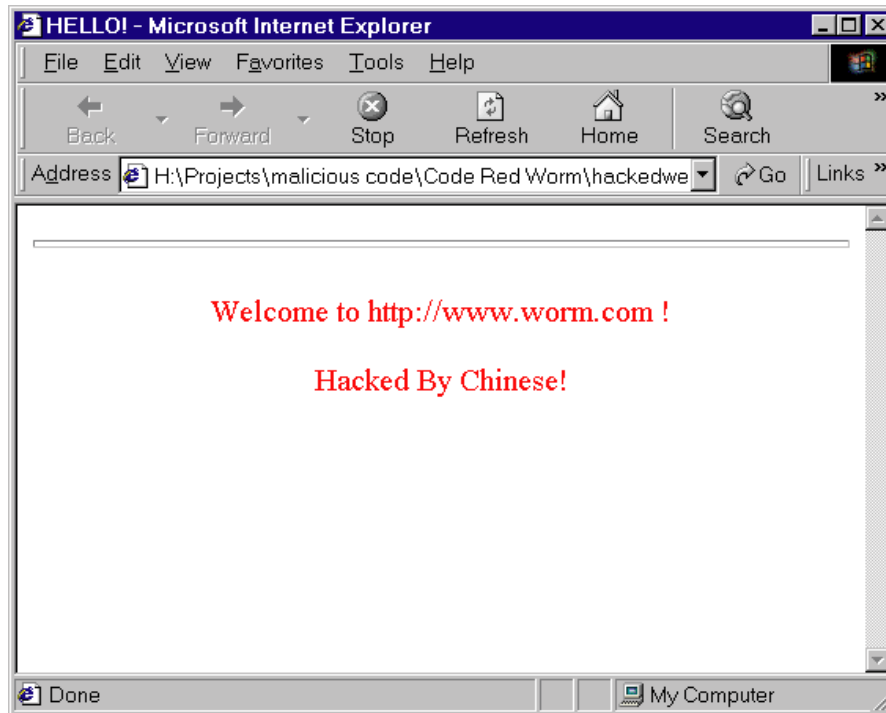 HELLO! - Microsoft Internet Explorer
File Edit View Favorites Tools Help
Back Forward Stop Refresh Home Search »
Address H:\Projects\malicious code\Code Red Worm\hackedwe Go Links »
Welcome to http://www.worm.com !
Hacked By Chinese!
Done My Computer